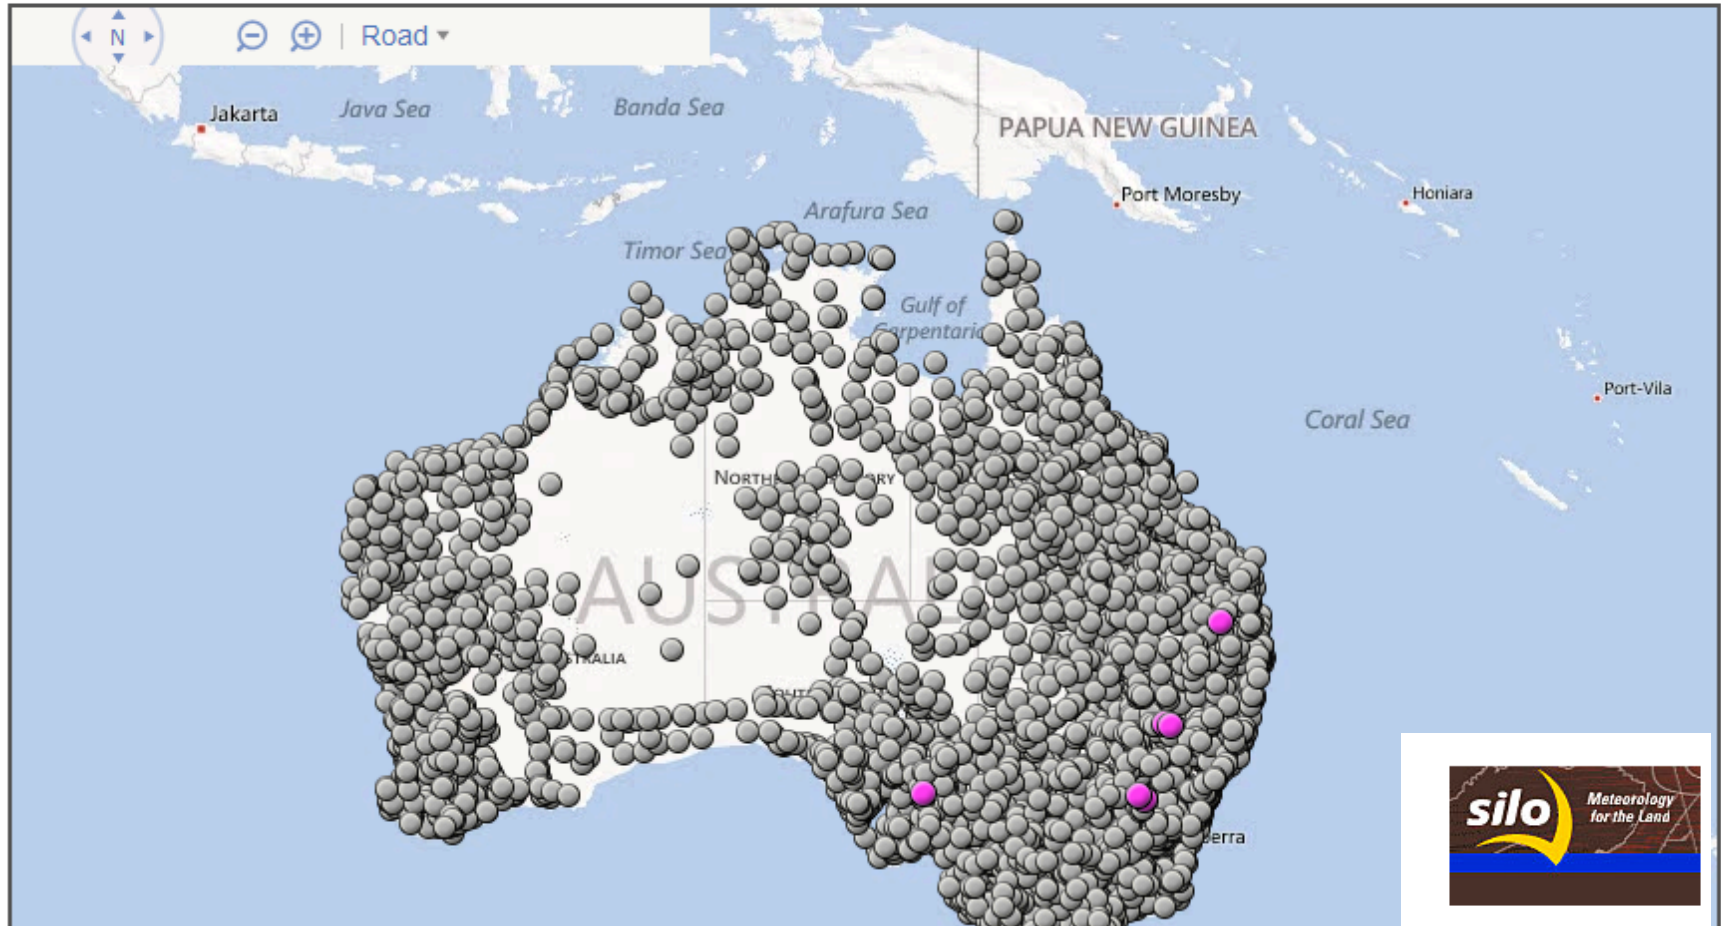 N
Road
Jakarta
Java Sea
Banda Sea
PAPUA NEW GUINEA
Port Moresby
Honiara
Arafura Sea
Timor Sea
Gulf of
Carpentaria
Port-Vila
Coral Sea
silo
Meteorology
for the Land